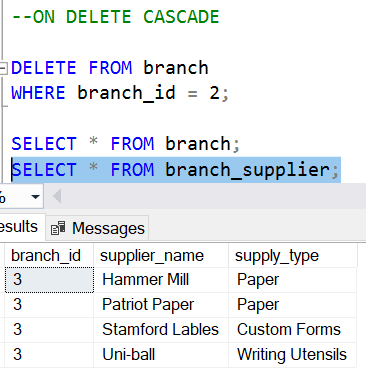 --ON DELETE CASCADE
DELETE FROM branch
WHERE branch_id = 2;
SELECT * FROM branch;
SELECT * FROM branch_supplier;
%
esults Messages
branch_id supplier_name supply_type
3 Hammer Mill Paper
3 Patriot Paper Paper
3 Stamford Lables Custom Forms
3 Uni-ball Writing Utensils